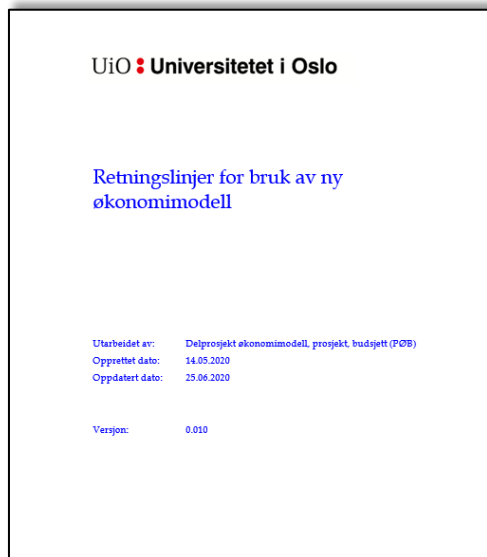 UiO : Universitetet i Oslo
Retningslinjer for bruk av ny
økonomimodell
Utarbeidet av: Delprosjekt økonomimodell, prosjekt, budsjett (PØB)
Opprettet dato: 14.05.2020
Oppdatert dato: 25.06.2020
Versjon: 0.010